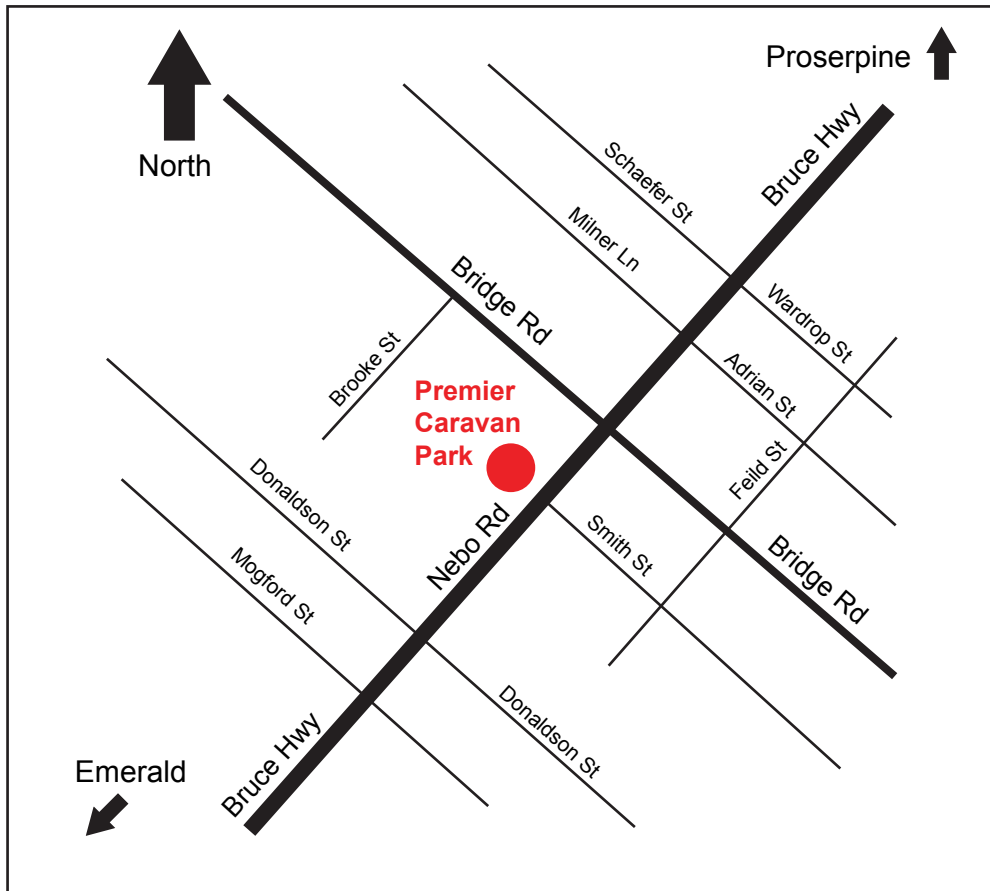 Proserpine
North
Bruce Hwy
Schaefer St
Milner Ln
Bridge Rd
Wardrop St
Brooke St
Adrian St
Premier
Caravan
Park
Feild St
Donaldson St
Nebo Rd
Smith St
Mogford St
Bridge Rd
Donaldson St
Bruce Hwy
Emerald